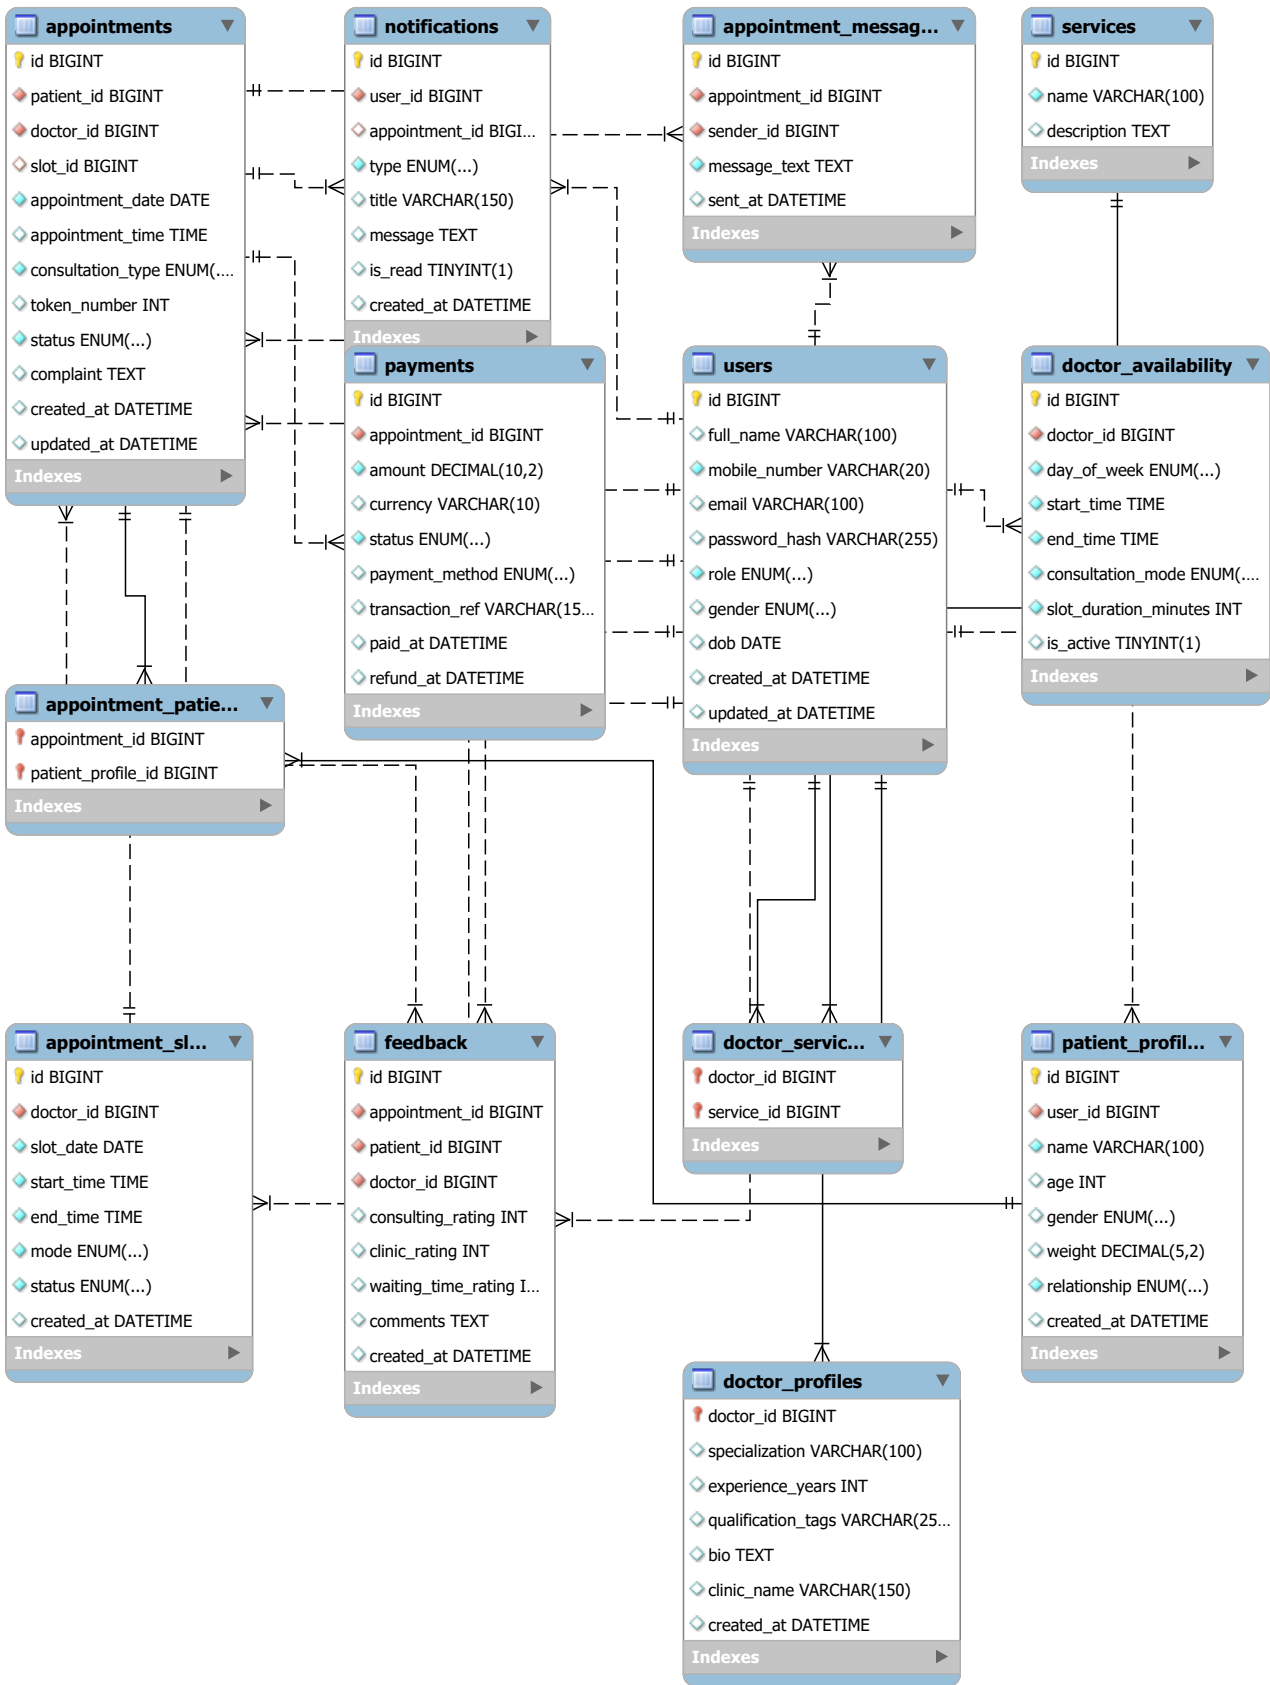 appointments
id BIGINT
patient_id BIGINT
doctor_id BIGINT
slot_id BIGINT
appointment_date DATE
appointment_time TIME
consultation_type ENUM(....
token_number INT
status ENUM(...)
complaint TEXT
created_at DATETIME
updated_at DATETIME
Indexes
notifications
id BIGINT
user_id BIGINT
appointment_id BIGI...
type ENUM(...)
title VARCHAR(150)
message TEXT
is_read TINYINT(1)
created_at DATETIME
Indexes
appointment_messag...
id BIGINT
appointment_id BIGINT
sender_id BIGINT
message_text TEXT
sent_at DATETIME
Indexes
services
id BIGINT
name VARCHAR(100)
description TEXT
Indexes
payments
id BIGINT
appointment_id BIGINT
amount DECIMAL(10,2)
currency VARCHAR(10)
status ENUM(...)
payment_method ENUM(...)
transaction_ref VARCHAR(15...
paid_at DATETIME
refund_at DATETIME
Indexes
users
id BIGINT
full_name VARCHAR(100)
mobile_number VARCHAR(20)
email VARCHAR(100)
password_hash VARCHAR(255)
role ENUM(...)
gender ENUM(...)
dob DATE
created_at DATETIME
updated_at DATETIME
Indexes
doctor_availability
id BIGINT
doctor_id BIGINT
day_of_week ENUM(...)
start_time TIME
end_time TIME
consultation_mode ENUM(....
slot_duration_minutes INT
is_active TINYINT(1)
Indexes
appointment_patie...
appointment_id BIGINT
patient_profile_id BIGINT
Indexes
appointment_sl...
id BIGINT
doctor_id BIGINT
slot_date DATE
start_time TIME
end_time TIME
mode ENUM(...)
status ENUM(...)
created_at DATETIME
Indexes
feedback
id BIGINT
appointment_id BIGINT
patient_id BIGINT
doctor_id BIGINT
consulting_rating INT
clinic_rating INT
waiting_time_rating I...
comments TEXT
created_at DATETIME
Indexes
doctor_servic...
doctor_id BIGINT
service_id BIGINT
Indexes
patient_profil...
id BIGINT
user_id BIGINT
name VARCHAR(100)
age INT
gender ENUM(...)
weight DECIMAL(5,2)
relationship ENUM(...)
created_at DATETIME
Indexes
doctor_profiles
doctor_id BIGINT
specialization VARCHAR(100)
experience_years INT
qualification_tags VARCHAR(25...
bio TEXT
clinic_name VARCHAR(150)
created_at DATETIME
Indexes